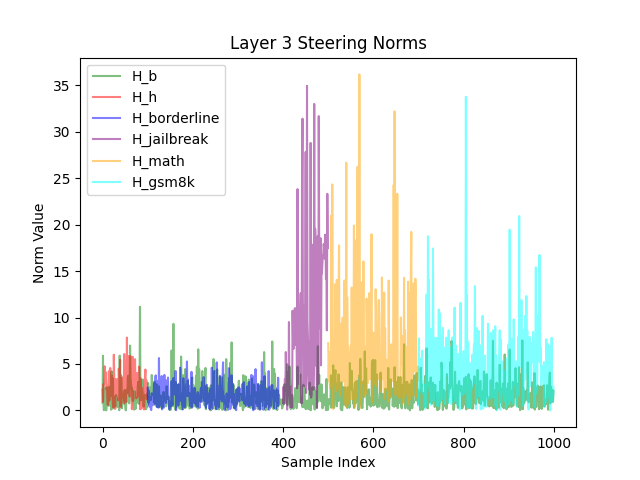 Layer 3 Steering Norms
H_b
H_h
H_borderline
H_jailbreak
H_math
H_gsm8k
Norm Value
35
30
25
20
15
10
5
0
0 200 400 600 800 1000
Sample Index